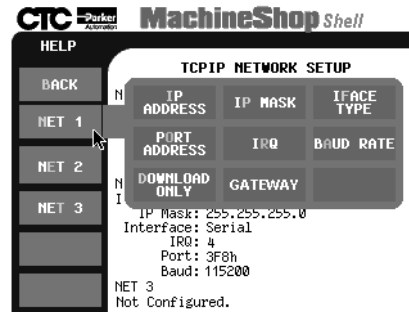 CTC Parker Automation MachineShop Shell
HELP
TCPIP NETWORK SETUP
BACK
NET 1
NET 2
NET 3
IP ADDRESS
IP MASK
IFACE TYPE
PORT ADDRESS
IRQ
BAUD RATE
DOWNLOAD ONLY
GATEWAY
IP Mask: 255.255.255.0
Interface: Serial
IRQ: 4
Port: 3F8h
Baud: 115200
NET 3
Not Configured.